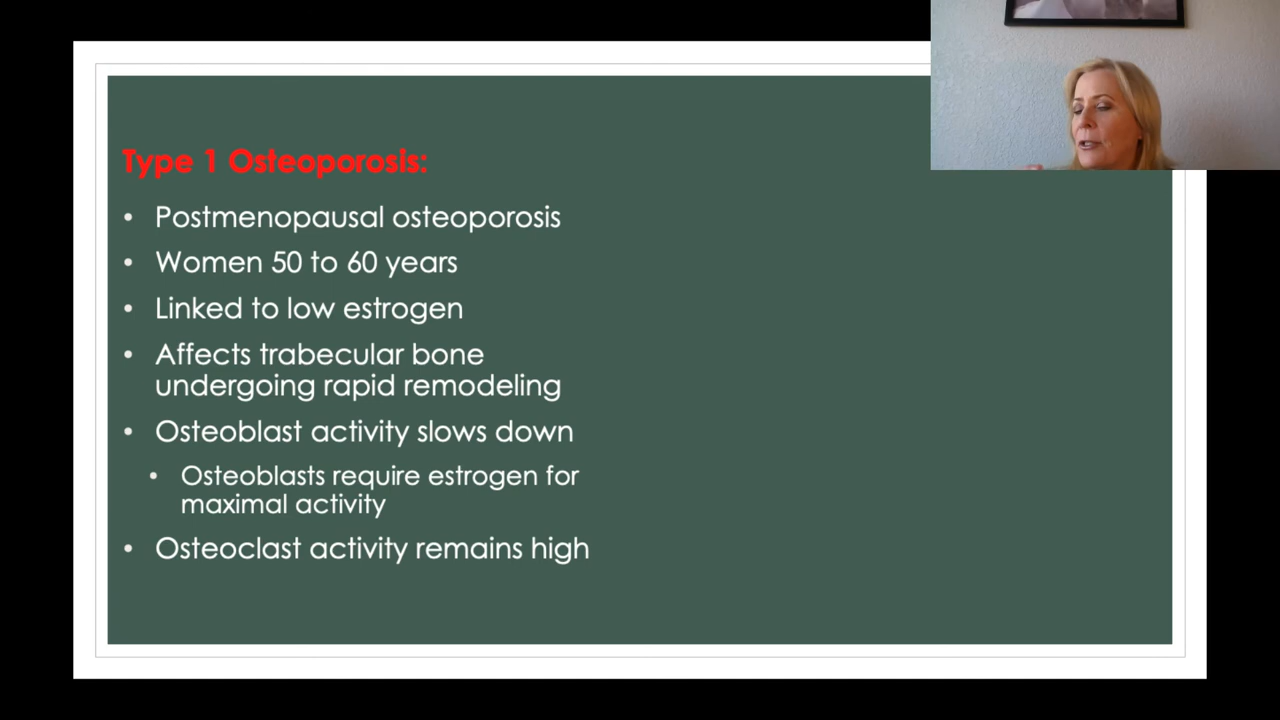 Type 1 Osteoporosis:
• Postmenopausal osteoporosis
• Women 50 to 60 years
• Linked to low estrogen
• Affects trabecular bone
undergoing rapid remodeling
• Osteoblast activity slows down
• Osteoblasts require estrogen for
maximal activity
• Osteoclast activity remains high